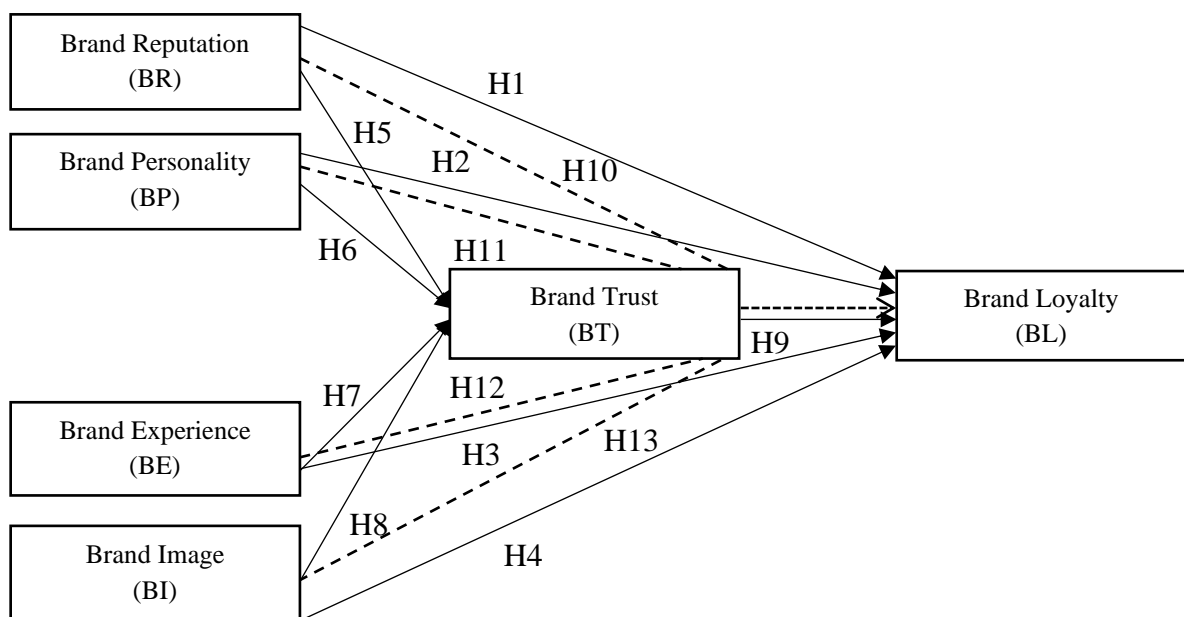 Brand Reputation
(BR)
H1
H5
Brand Personality
(BP)
H2
H10
H6
H11
Brand Trust
(BT)
Brand Loyalty
(BL)
H9
H7
H12
Brand Experience
(BE)
H3
H13
H8
Brand Image
(BI)
H4